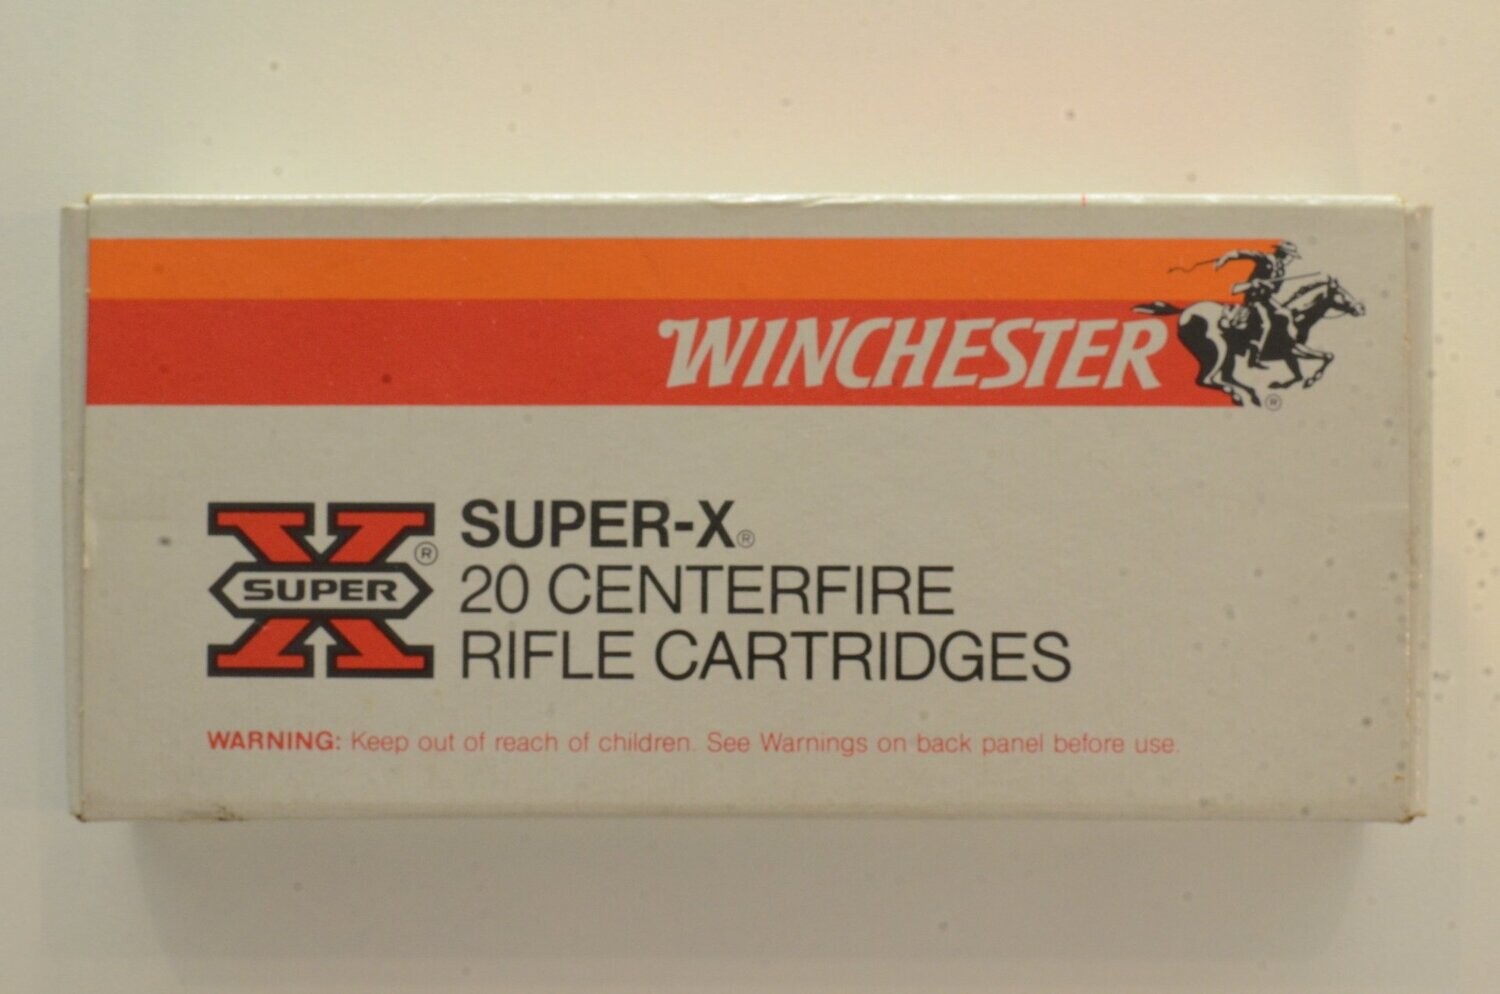 WINCHESTER
®
SUPER ®
SUPER-X®
20 CENTERFIRE
RIFLE CARTRIDGES
WARNING: Keep out of reach of children. See Warnings on back panel before use.